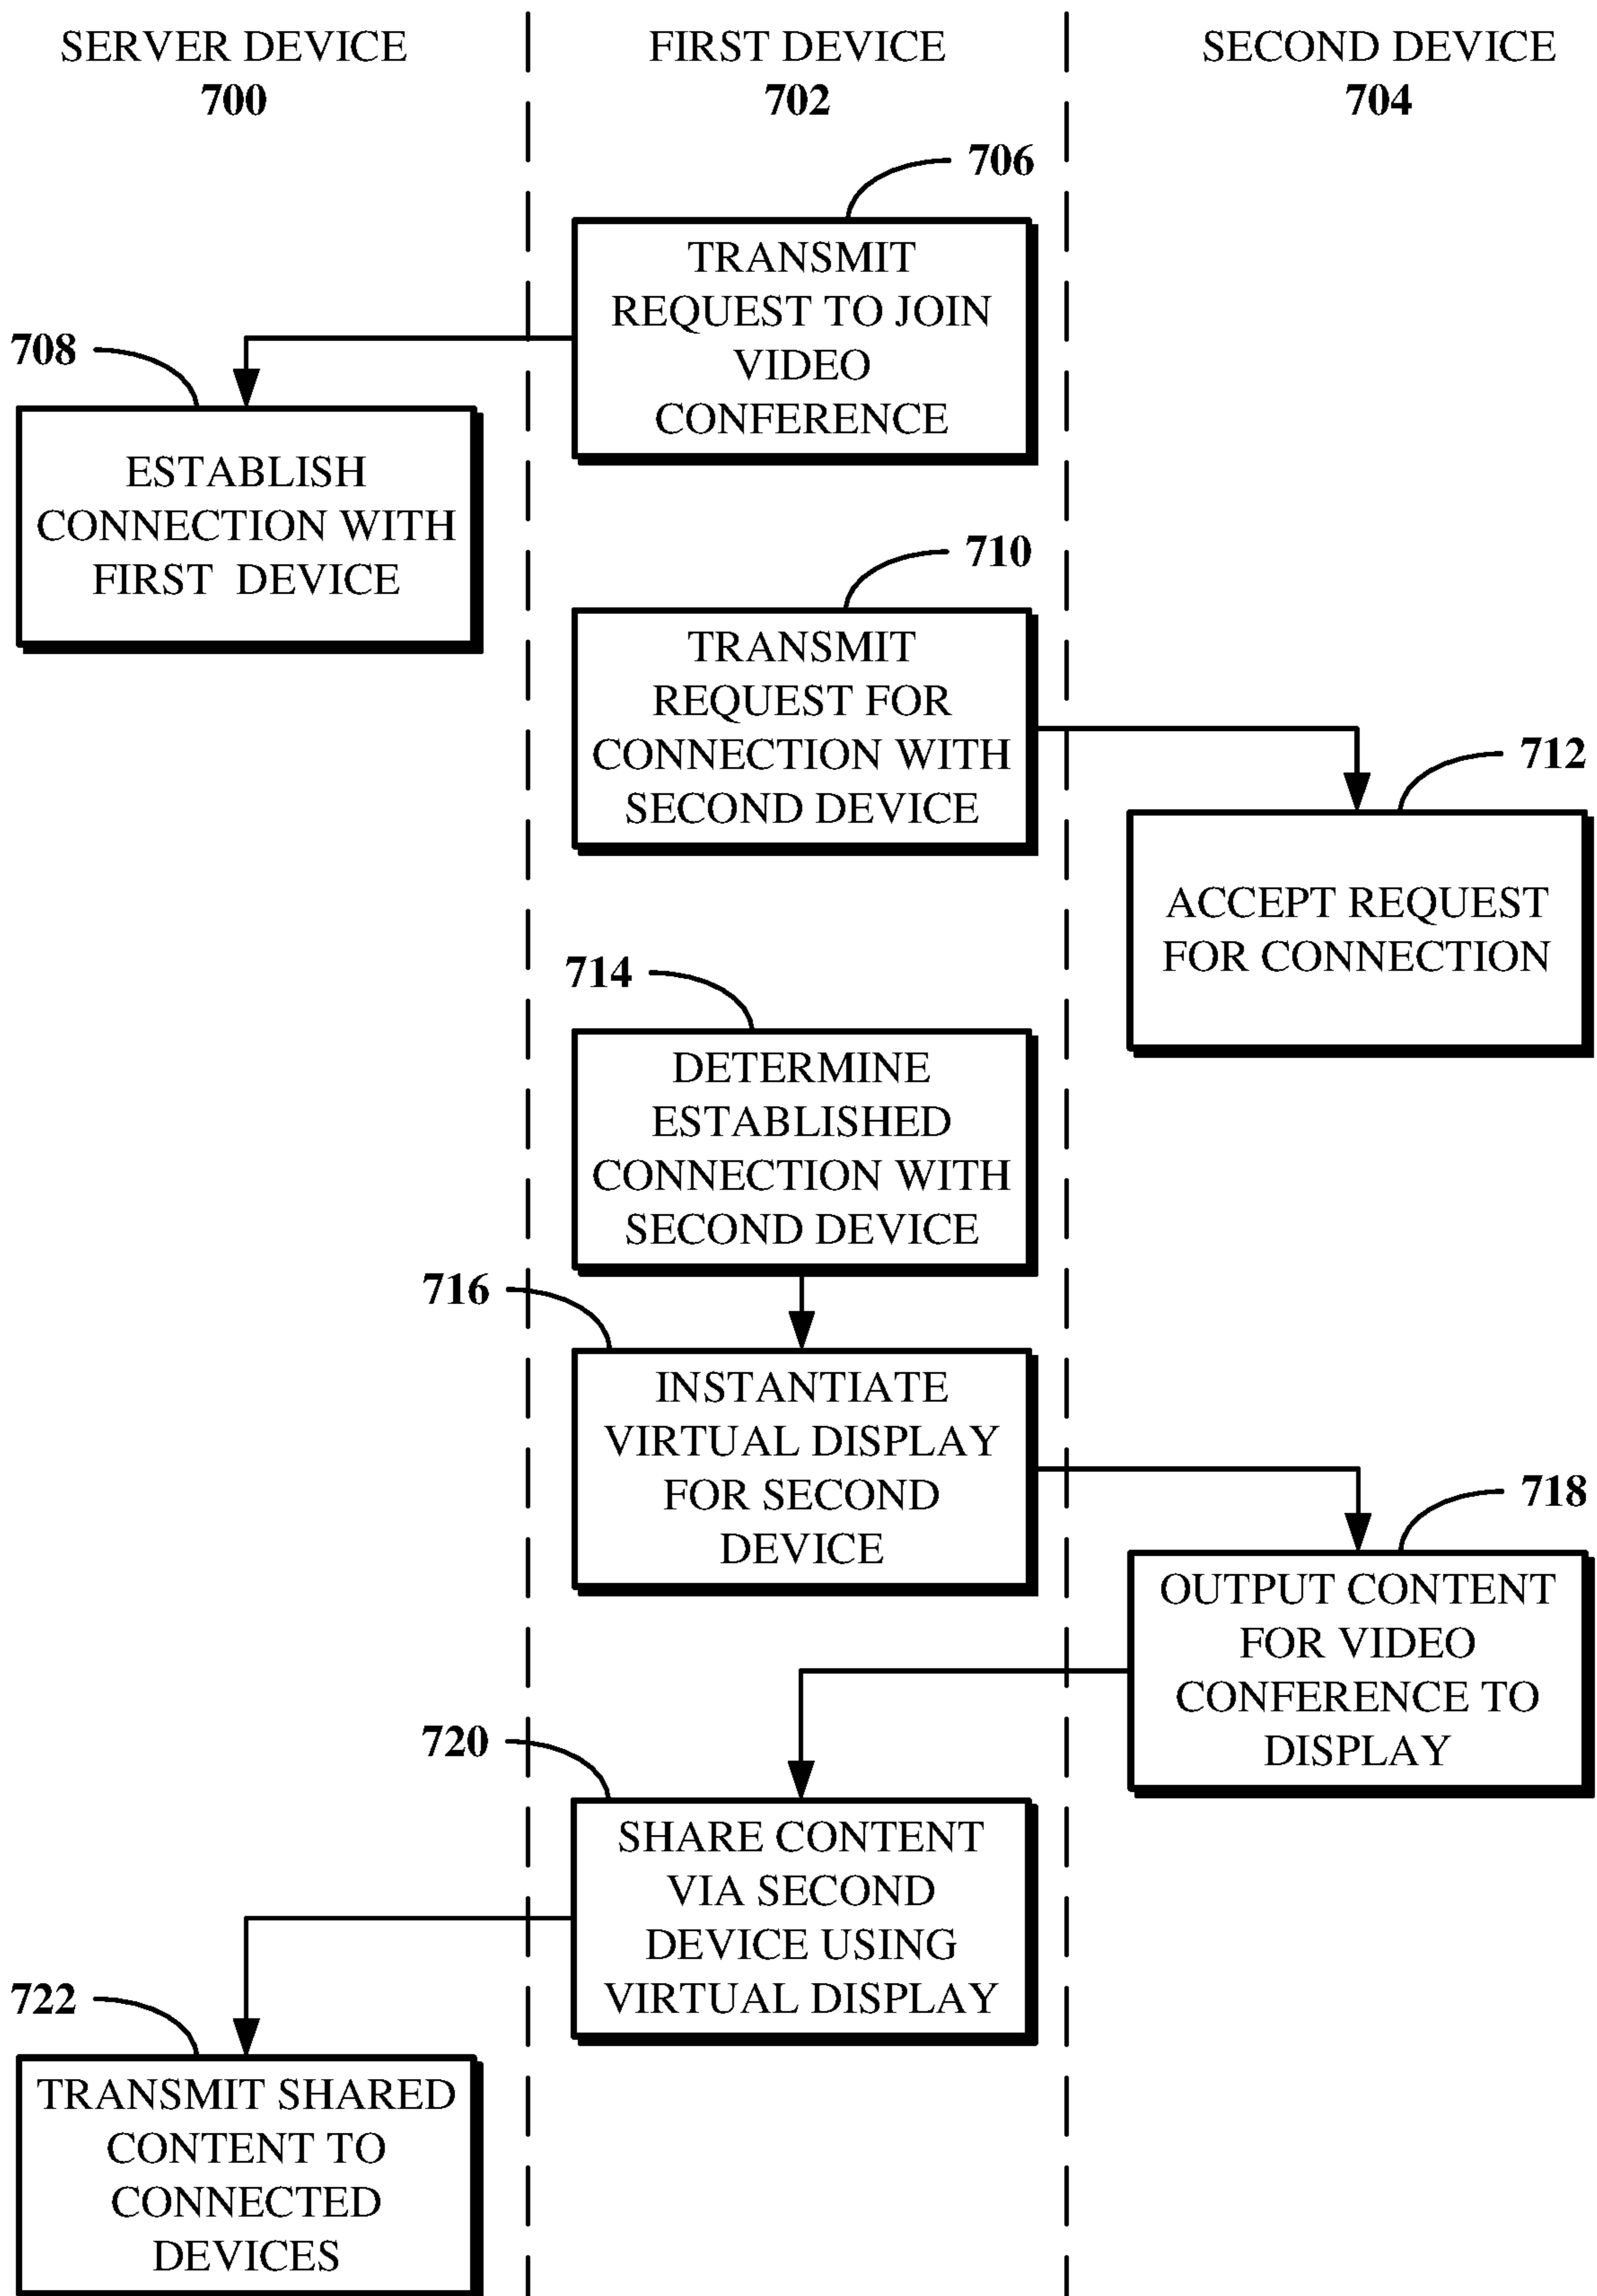 SERVER DEVICE
700
FIRST DEVICE
702
SECOND DEVICE
704
706
TRANSMIT
REQUEST TO JOIN
VIDEO
CONFERENCE
708
ESTABLISH
CONNECTION WITH
FIRST DEVICE
710
TRANSMIT
REQUEST FOR
CONNECTION WITH
SECOND DEVICE
712
ACCEPT REQUEST
FOR CONNECTION
714
DETERMINE
ESTABLISHED
CONNECTION WITH
SECOND DEVICE
716
INSTANTIATE
VIRTUAL DISPLAY
FOR SECOND
DEVICE
718
OUTPUT CONTENT
FOR VIDEO
CONFERENCE TO
DISPLAY
720
SHARE CONTENT
VIA SECOND
DEVICE USING
VIRTUAL DISPLAY
722
TRANSMIT SHARED
CONTENT TO
CONNECTED
DEVICES